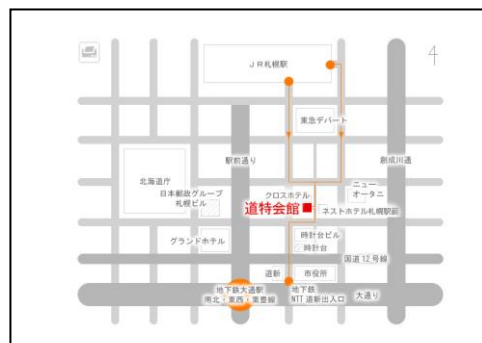 JR札幌駅
東急デパート
駅前通り
創成川通
北海道庁
日本郵政グループ
札幌ビル
クロスホテル
ニュー
オータニ
道特会館
ネストホテル札幌駅前
グランドホテル
時計台ビル
時計台
国道12号線
道新
市役所
地下鉄大通駅
南北・東西・東豊線
地下鉄
NTT 道新出入口
大通り